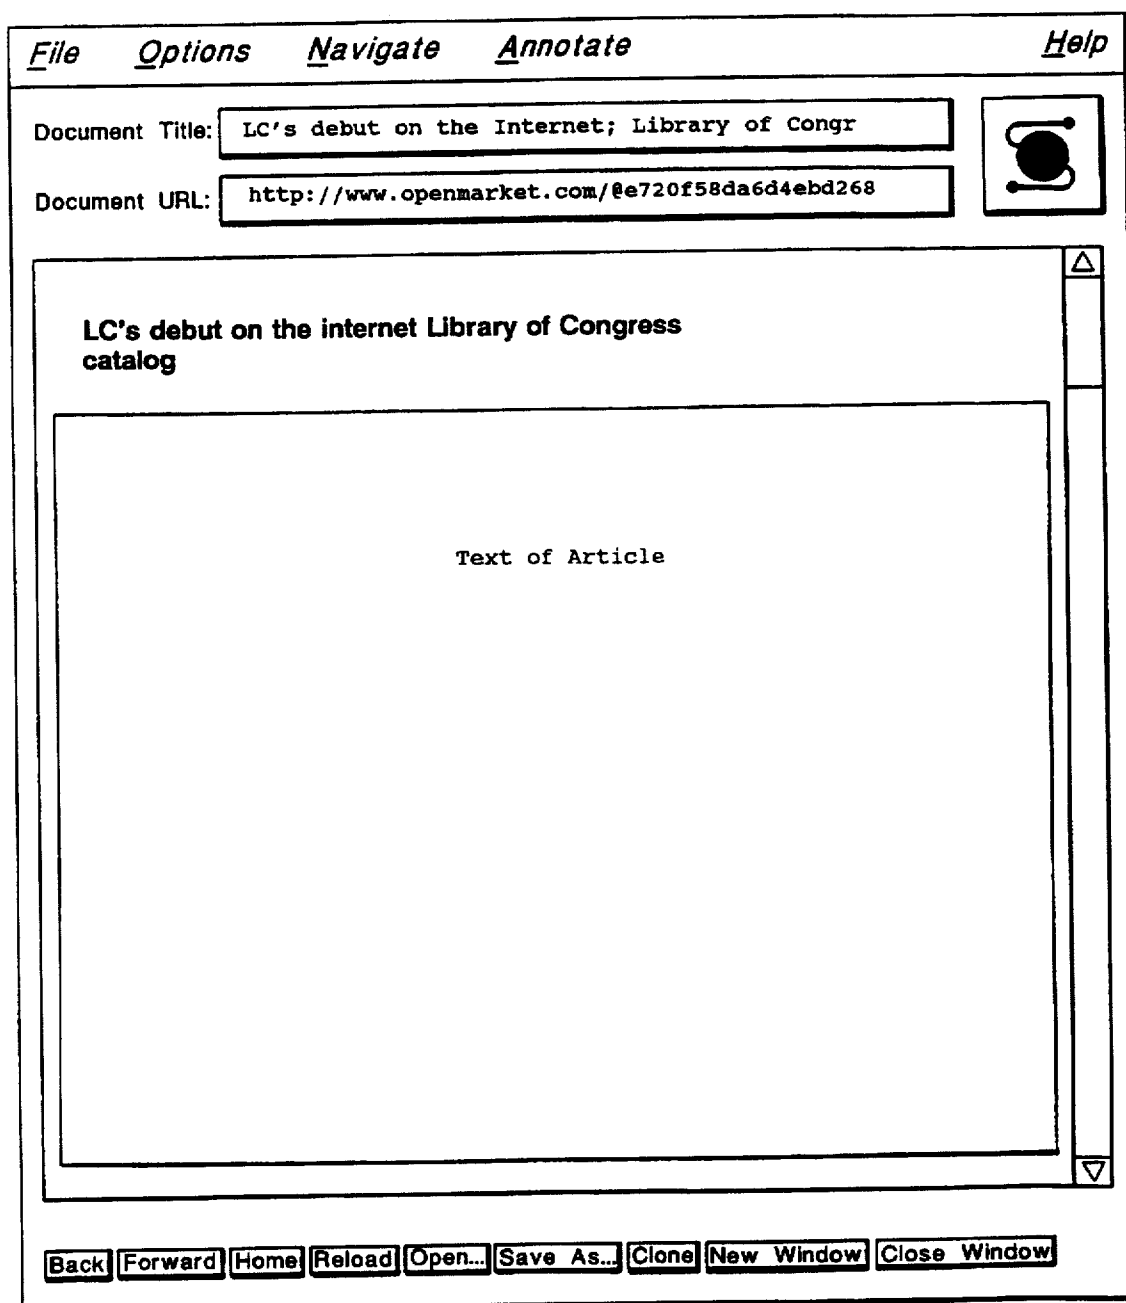 File Options Navigate Annotate Help
Document Title: LC's debut on the Internet; Library of Congr
Document URL: http://www.openmarket.com/@e720f58da6d4ebd268
LC's debut on the internet Library of Congress
catalog
Text of Article
Back Forward Home Reload Open... Save As... Clone New Window Close Window